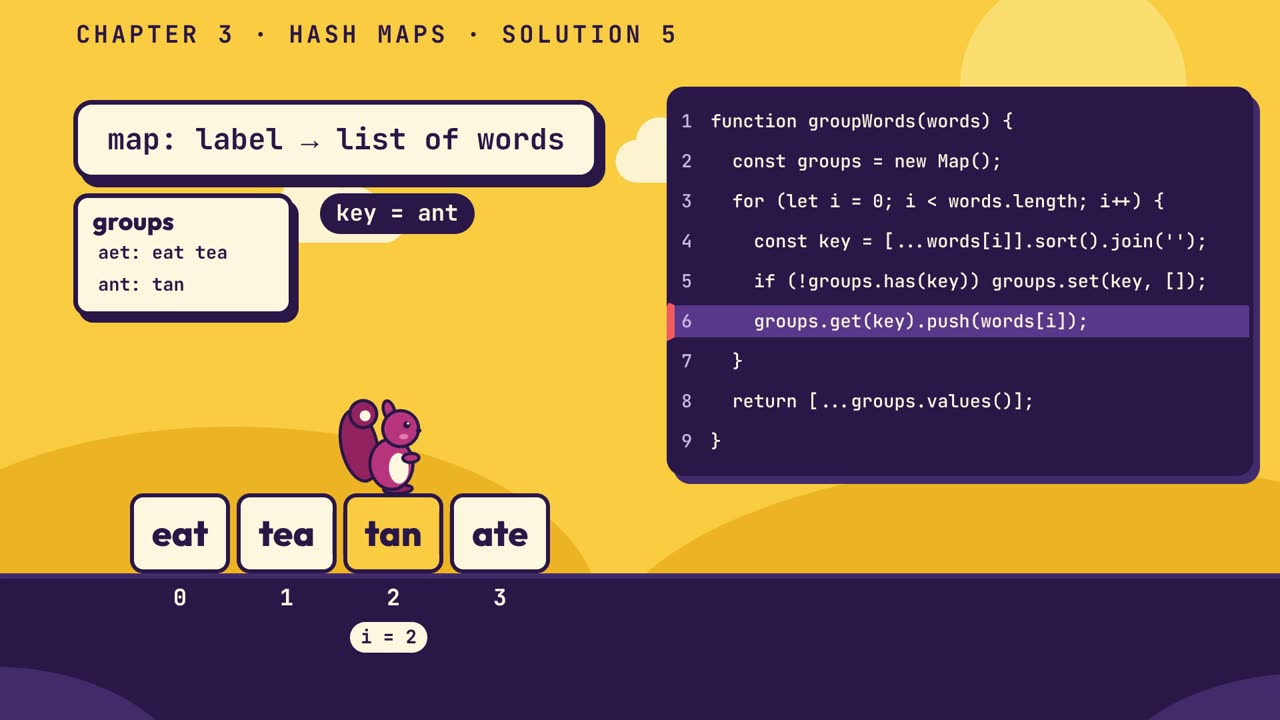 CHAPTER 3 · HASH MAPS · SOLUTION 5
map: label → list of words
groups
aet: eat tea
ant: tan
key = ant
1 function groupWords(words) {
2 const groups = new Map();
3 for (let i = 0; i < words.length; i++) {
4 const key = [...words[i]].sort().join('');
5 if (!groups.has(key)) groups.set(key, []);
6 groups.get(key).push(words[i]);
7 }
8 return [...groups.values()];
9 }
eat tea tan ate
0 1 2 3
i = 2